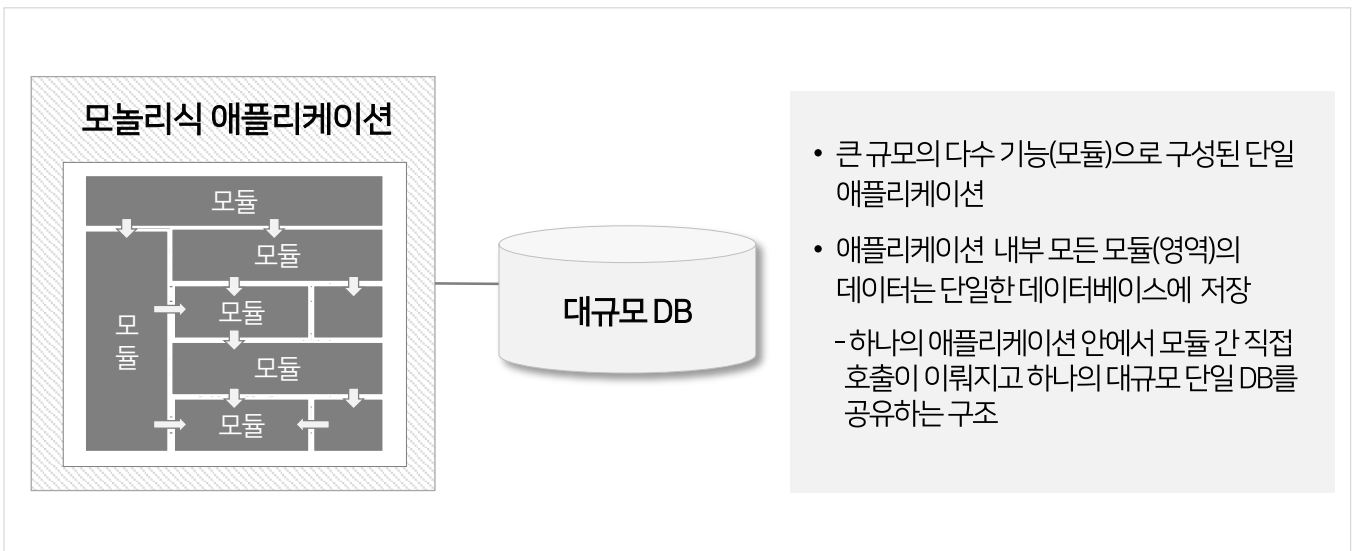 모놀리식 애플리케이션
모듈
모듈
모듈
모
듈
모듈
모듈
대규모 DB
• 큰 규모의 다수 기능(모듈)으로 구성된 단일
애플리케이션
• 애플리케이션 내부 모든 모듈(영역)의
데이터는 단일한 데이터베이스에 저장
- 하나의 애플리케이션 안에서 모듈 간 직접
호출이 이뤄지고 하나의 대규모 단일 DB를
공유하는 구조